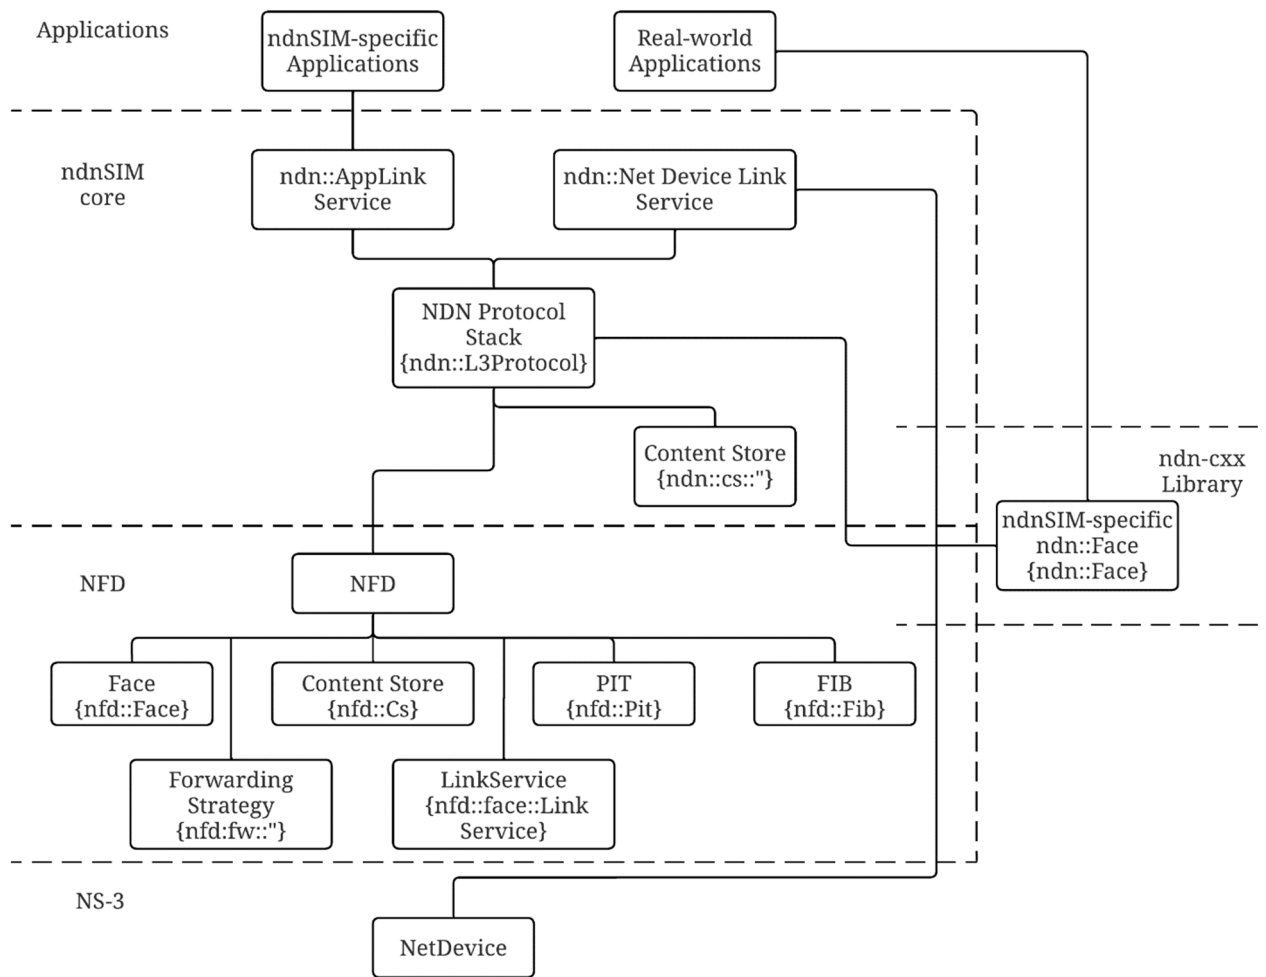 Applications
ndnSIM-specific
Applications
Real-world
Applications
ndnSIM
core
ndn::AppLink
Service
ndn::Net Device Link
Service
NDN Protocol
Stack
{ndn::L3Protocol}
Content Store
{ndn::cs::"}
ndn-cxx
Library
ndnSIM-specific
ndn::Face
{ndn::Face}
NFD
NFD
Face
{nfd::Face}
Content Store
{nfd::Cs}
PIT
{nfd::Pit}
FIB
{nfd::Fib}
Forwarding
Strategy
{nfd:fw::"}
LinkService
{nfd::face::Link
Service}
NS-3
NetDevice